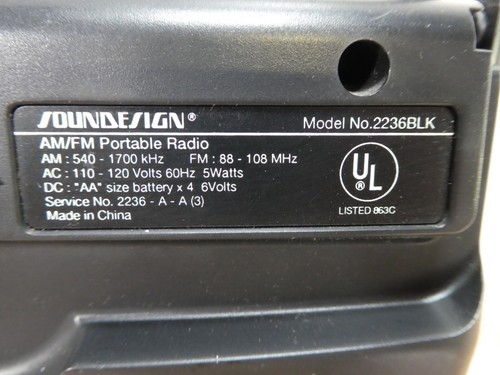 SOUNDESIGN® Model No.2236BLK
AM/FM Portable Radio
AM : 540 - 1700 kHz FM : 88 - 108 MHz
AC : 110 - 120 Volts 60Hz 5Watts
DC : "AA" size battery x 4 6Volts
Service No. 2236 - A - A (3)
Made in China
UL®
LISTED 863C